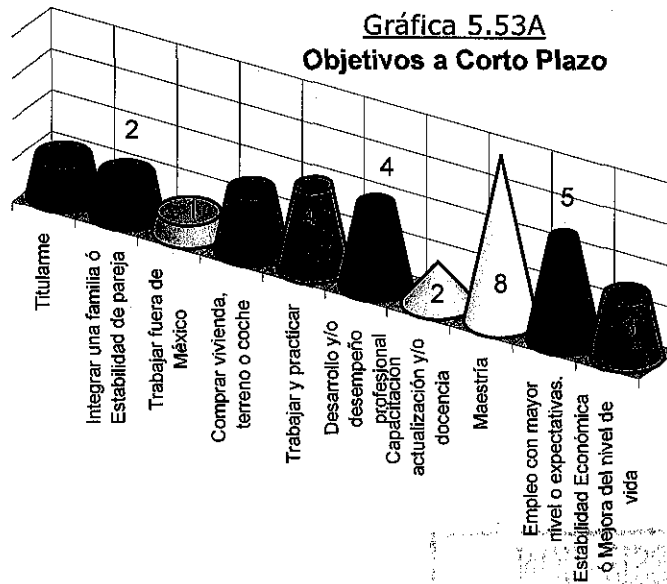 Gráfica 5.53A
Objetivos a Corto Plazo
2
4
5
2
8
Titularme
Integrar una familia ó
Estabilidad de pareja
Trabajar fuera de
México
Comprar vivienda,
terreno o coche
Trabajar y practicar
Desarrollo y/o
desempeño
profesional
Capacitación
actualización y/o
docencia
Maestría
Empleo con mayor
nivel o expectativas.
Estabilidad Económica
ó Mejora del nivel de
vida